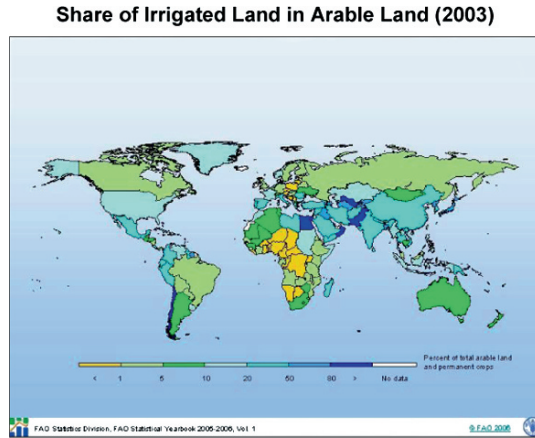 Share of Irrigated Land in Arable Land (2003)
Percent of total arable land
and permanent crops
< 1 5 10 20 50 80 > No data
FAO Statistics Division, FAO Statistical Yearbook 2005-2006, Vol. 1
© FAO 2006